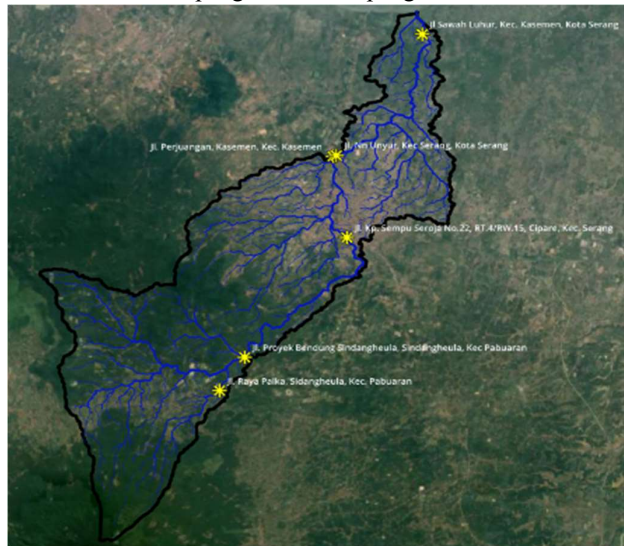 Jl Sawah Luhur, Kec. Kasemen, Kota Serang
Jl. Perjuangan, Kasemen, Kec. Kasemen
Jl. Nn Unyur, Kec Serang, Kota Serang
Jl. Kp. Sempu Seroja No.22, RT.4/RW.15, Cipare, Kec. Serang
Jl. Proyek Bendung Sindangheula, Sindangheula, Kec Pabuaran
Jl. Raya Palka, Sidangheula, Kec. Pabuaran